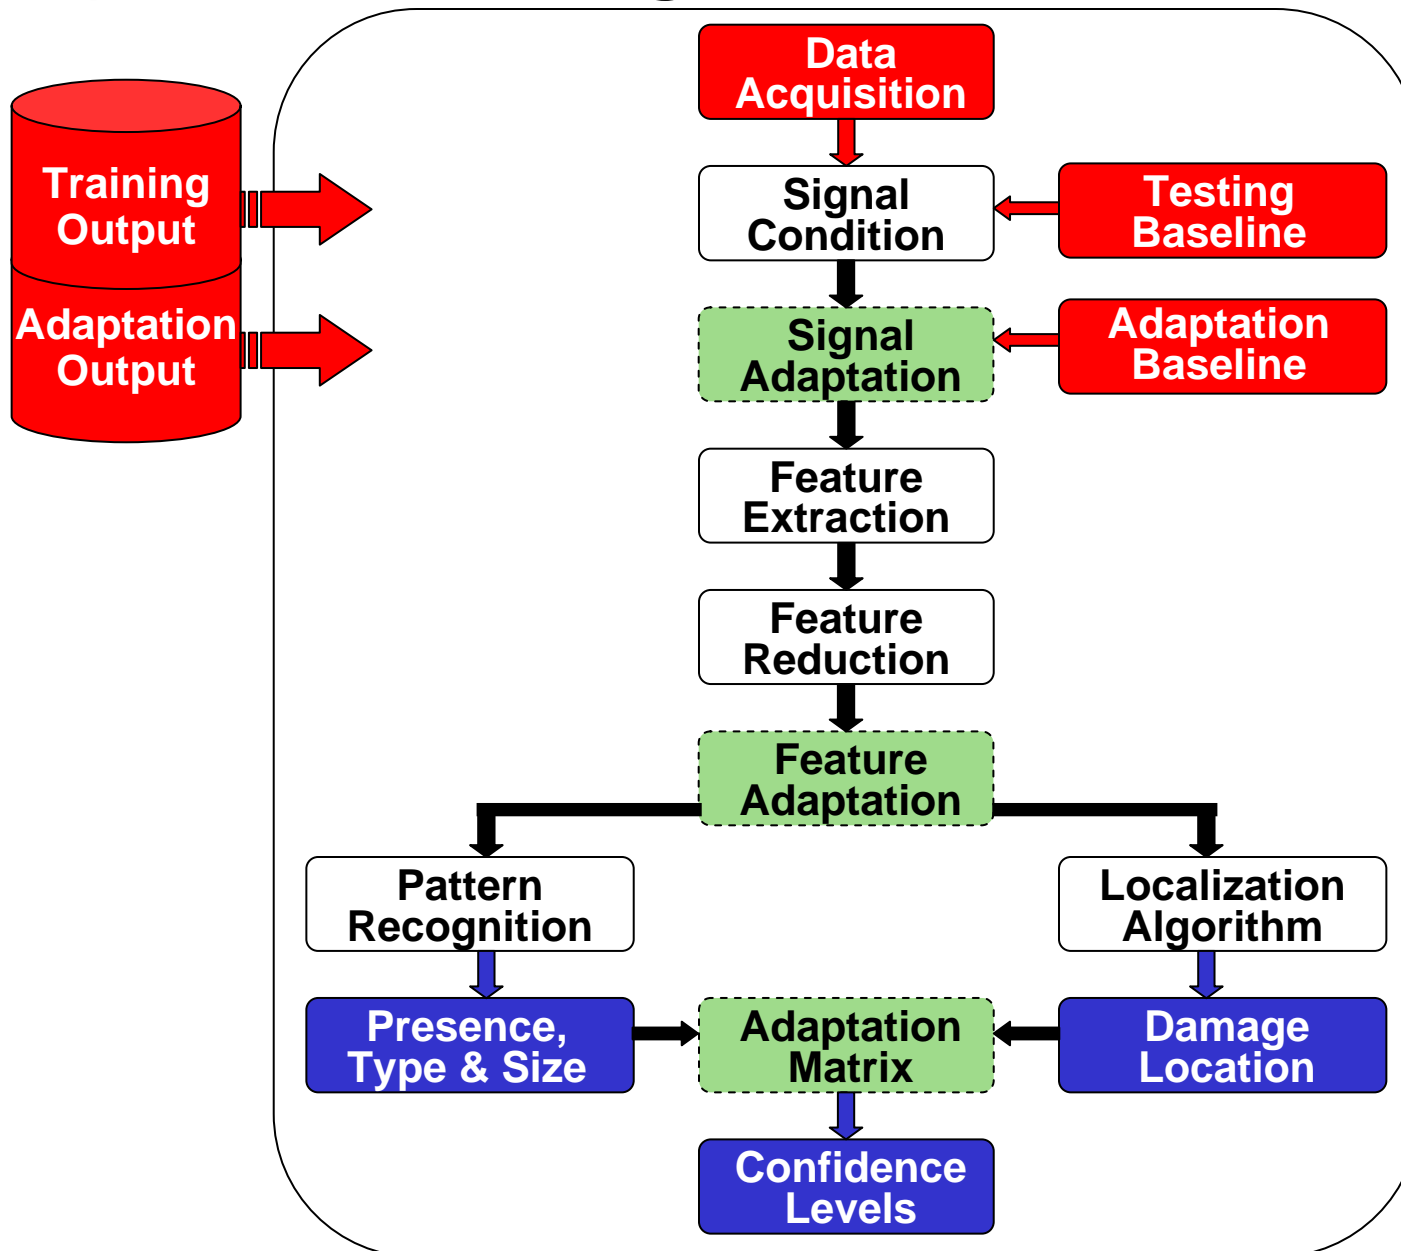 Data
Acquisition
Training
Output
Signal
Condition
Testing
Baseline
Adaptation
Output
Signal
Adaptation
Adaptation
Baseline
Feature
Extraction
Feature
Reduction
Feature
Adaptation
Pattern
Recognition
Localization
Algorithm
Presence,
Type & Size
Adaptation
Matrix
Damage
Location
Confidence
Levels